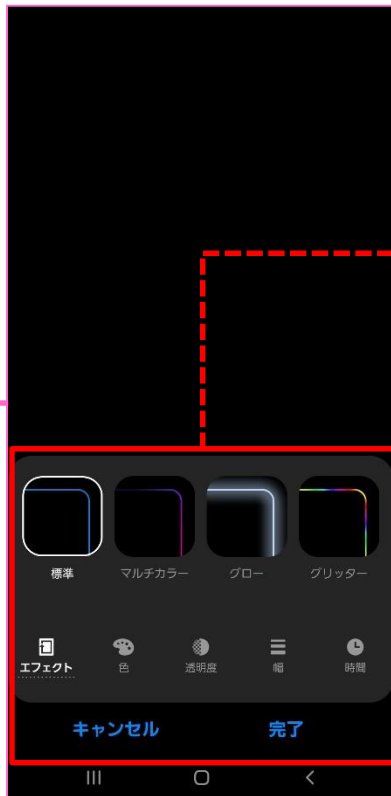 標準 マルチカラー グロー グリッター
エフェクト 色 透明度 幅 時間
キャンセル 完了